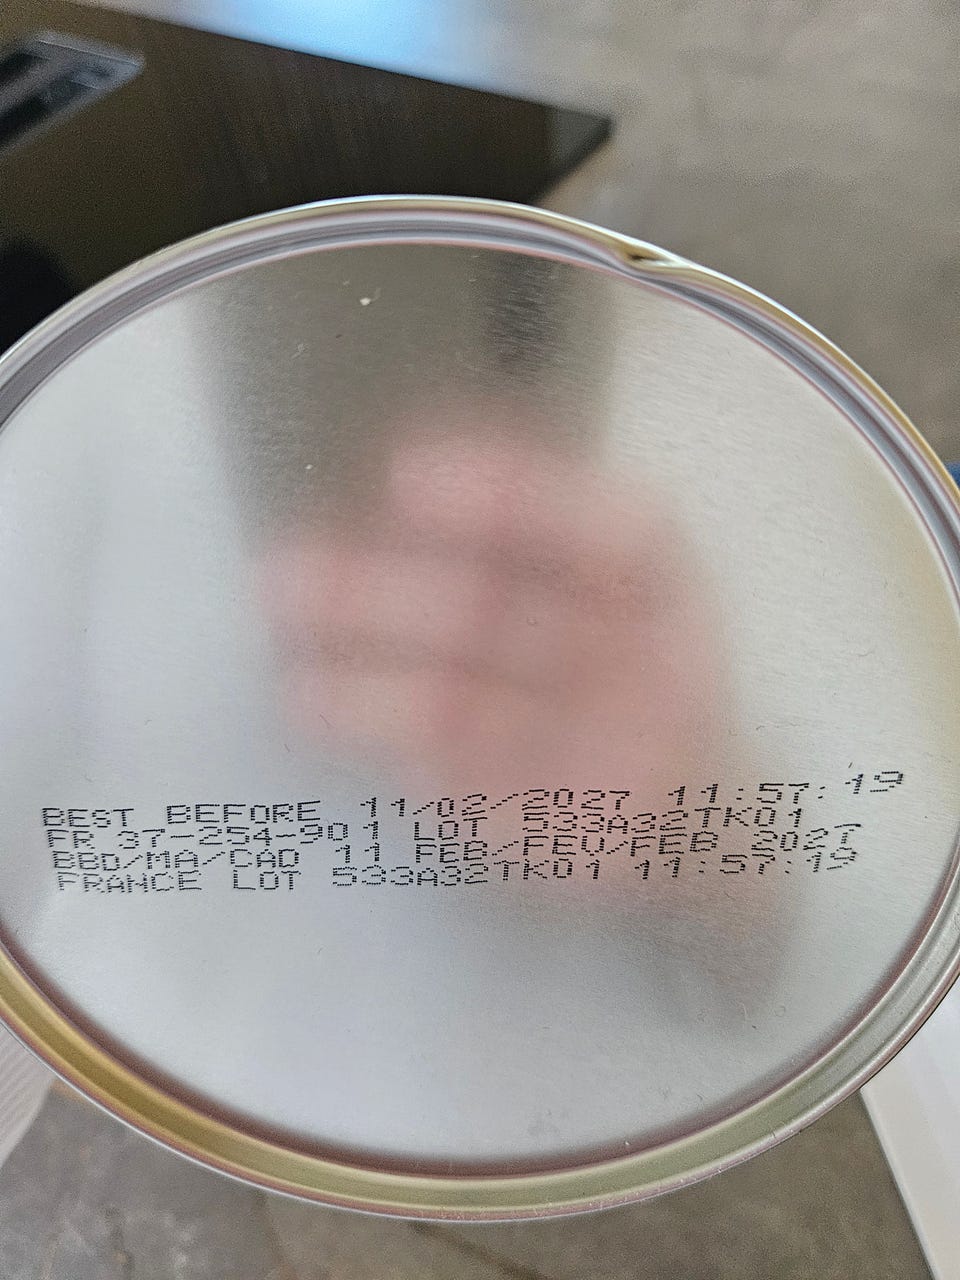 BEST BEFORE 11/02/2027 11:57:19
FR 37-254-901 LOT 533A32TK01
BBD/MA/CAD 11 FEB/FEV/FEB 2027
FRANCE LOT 533A32TK01 11:57:19